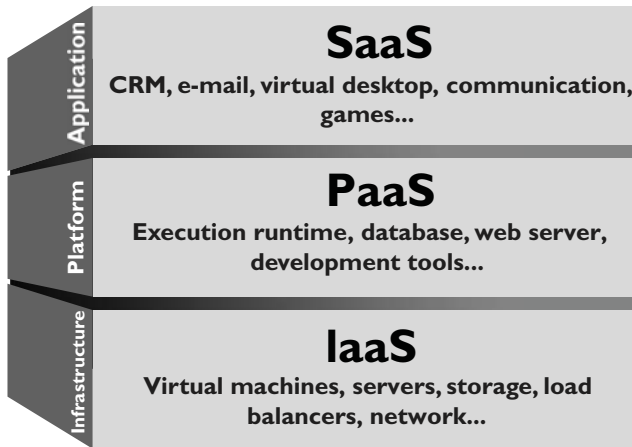 Application
SaaS
CRM, e-mail, virtual desktop, communication,
games...
Platform
PaaS
Execution runtime, database, web server,
development tools...
Infrastructure
IaaS
Virtual machines, servers, storage, load
balancers, network...